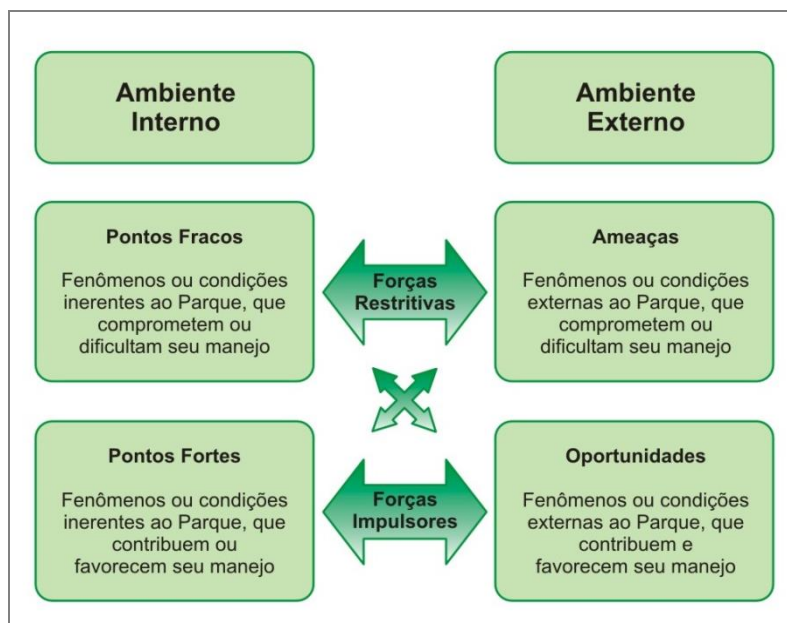 Ambiente
Interno
Ambiente
Externo
Pontos Fracos
Fenômenos ou condições
inerentes ao Parque, que
comprometem ou
dificultam seu manejo
Forças
Restritivas
Ameaças
Fenômenos ou condições
externas ao Parque, que
comprometem ou
dificultam seu manejo
Pontos Fortes
Fenômenos ou condições
inerentes ao Parque, que
contribuem ou
favorecem seu manejo
Forças
Impulsores
Oportunidades
Fenômenos ou condições
externas ao Parque, que
contribuem e
favorecem seu manejo